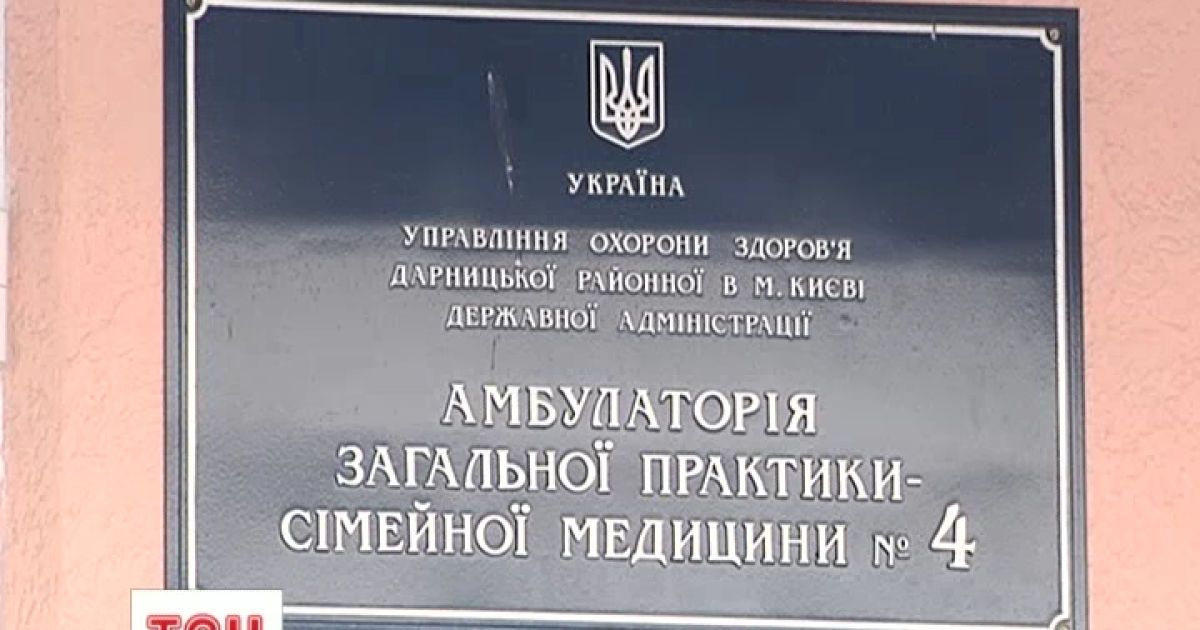 УКРАЇНА
УПРАВЛІННЯ ОХОРОНИ ЗДОРОВ'Я
ДАРНИЦЬКОЇ РАЙОННОЇ В М. КИЄВІ
ДЕРЖАВНОЇ АДМІНІСТРАЦІЇ
АМБУЛАТОРІЯ
ЗАГАЛЬНОЇ ПРАКТИКИ-
СІМЕЙНОЇ МЕДИЦИНИ № 4
ТСН